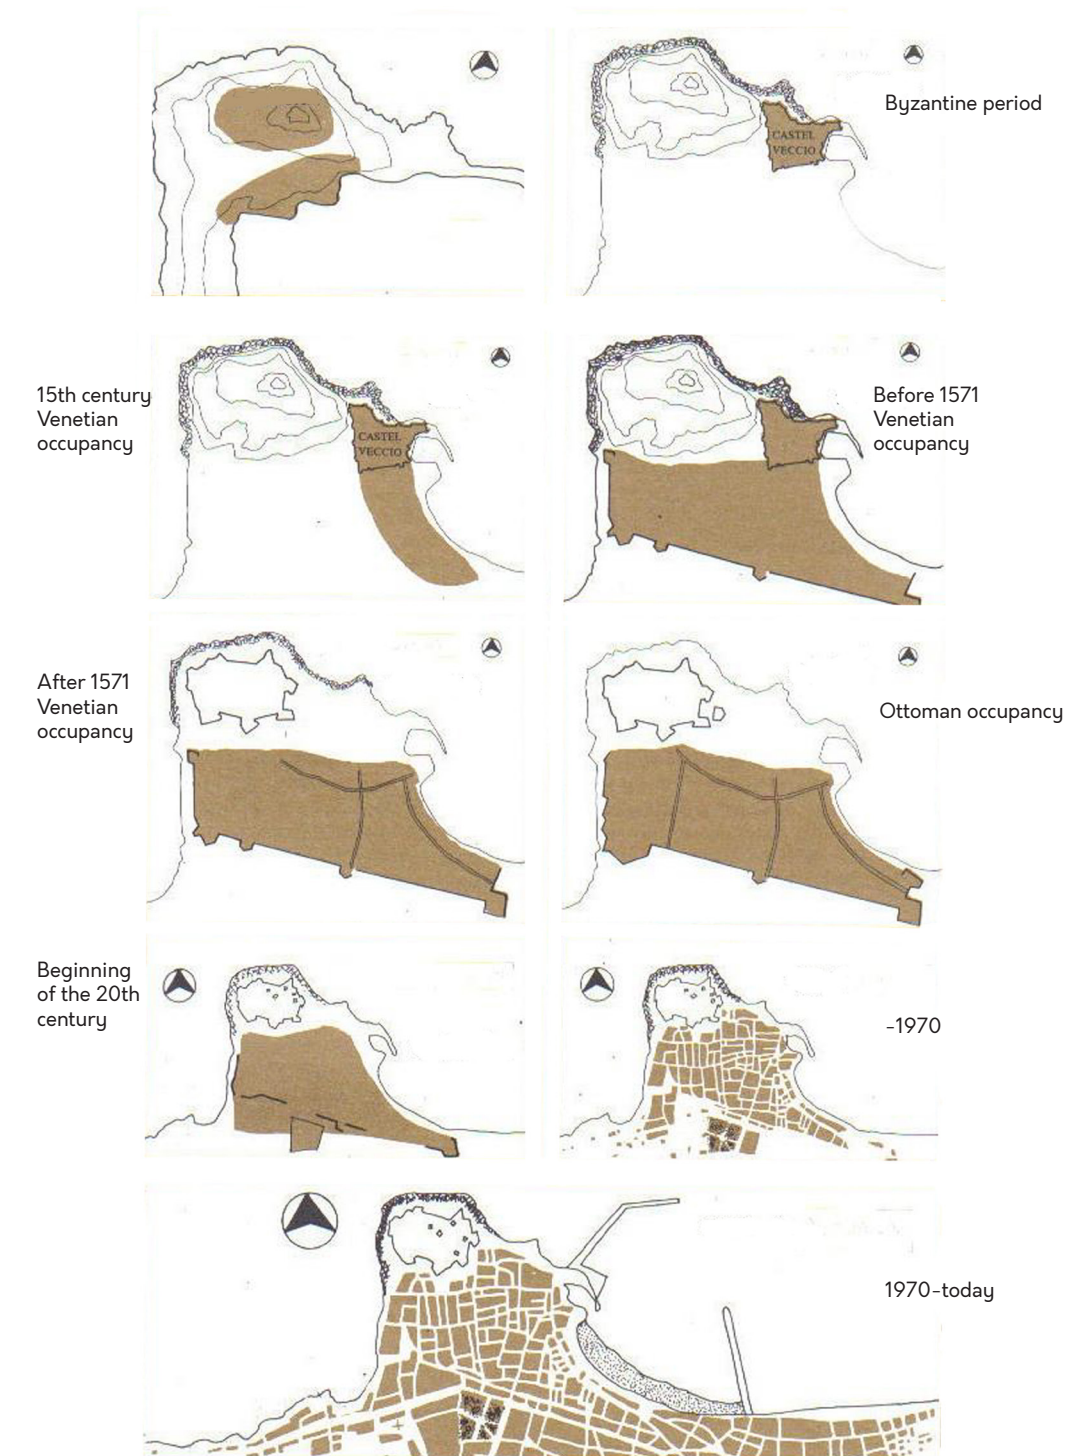 Byzantine period
CASTEL
VECCIO
15th century
Venetian
occupancy
CASTEL
VECCIO
Before 1571
Venetian
occupancy
After 1571
Venetian
occupancy
Ottoman occupancy
Beginning
of the 20th
century
-1970
1970-today